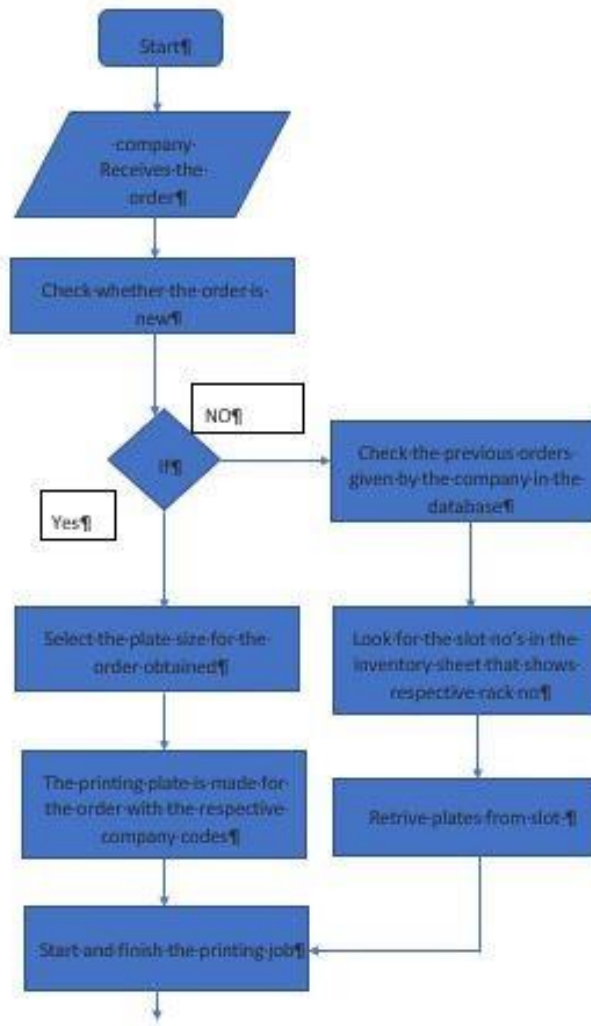 Start¶
company
Receives the
order¶
Check whether the order is
new¶
NO¶
If¶
Yes¶
Check the previous orders
given by the company in the
database¶
Select the plate size for the
order obtained¶
Look for the slot no's in the
inventory sheet that shows
respective rack no¶
The printing plate is made for
the order with the respective
company codes¶
Retrive plates from slot ¶
Start and finish the printing job¶